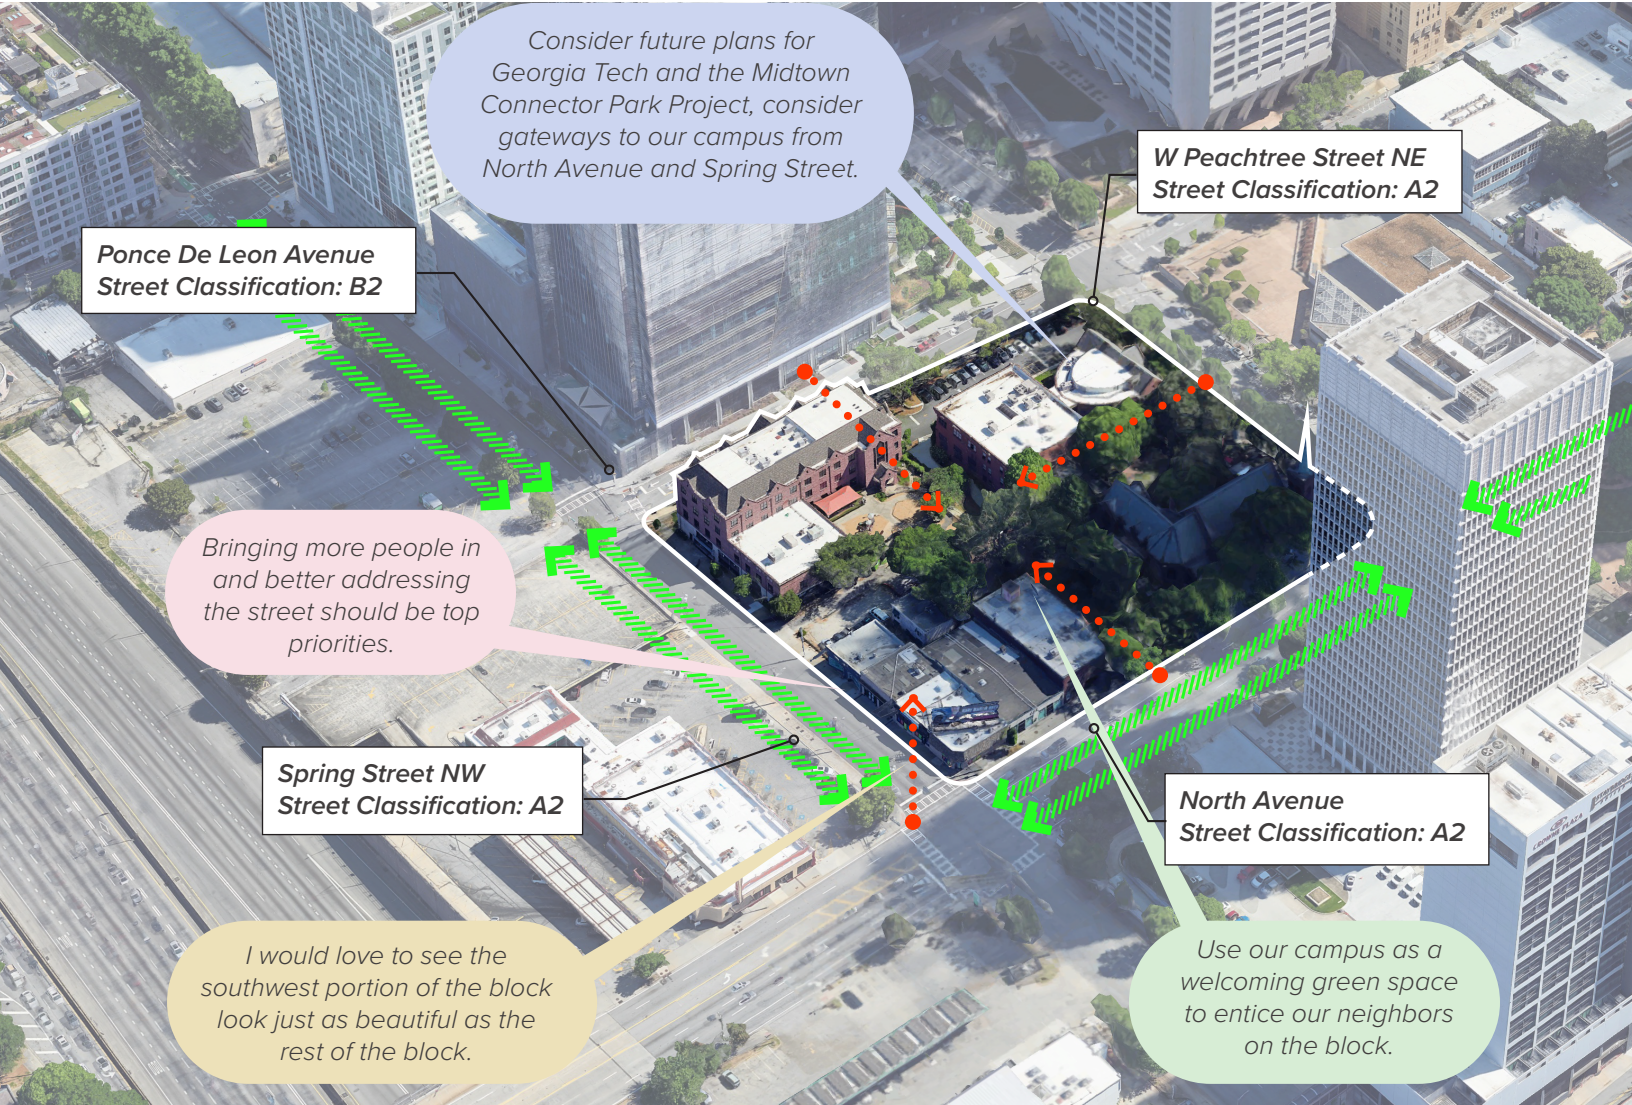 Consider future plans for
Georgia Tech and the Midtown
Connector Park Project, consider
gateways to our campus from
North Avenue and Spring Street.
W Peachtree Street NE
Street Classification: A2
Ponce De Leon Avenue
Street Classification: B2
Bringing more people in
and better addressing
the street should be top
priorities.
Spring Street NW
Street Classification: A2
North Avenue
Street Classification: A2
CROWNE PLAZA
I would love to see the
southwest portion of the block
look just as beautiful as the
rest of the block.
Use our campus as a
welcoming green space
to entice our neighbors
on the block.